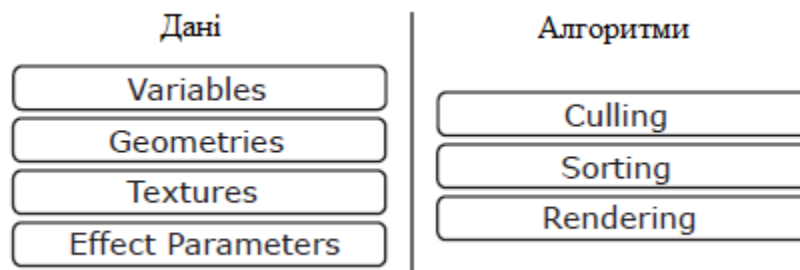 Дані
Variables
Geometries
Textures
Effect Parameters
Алгоритми
Culling
Sorting
Rendering